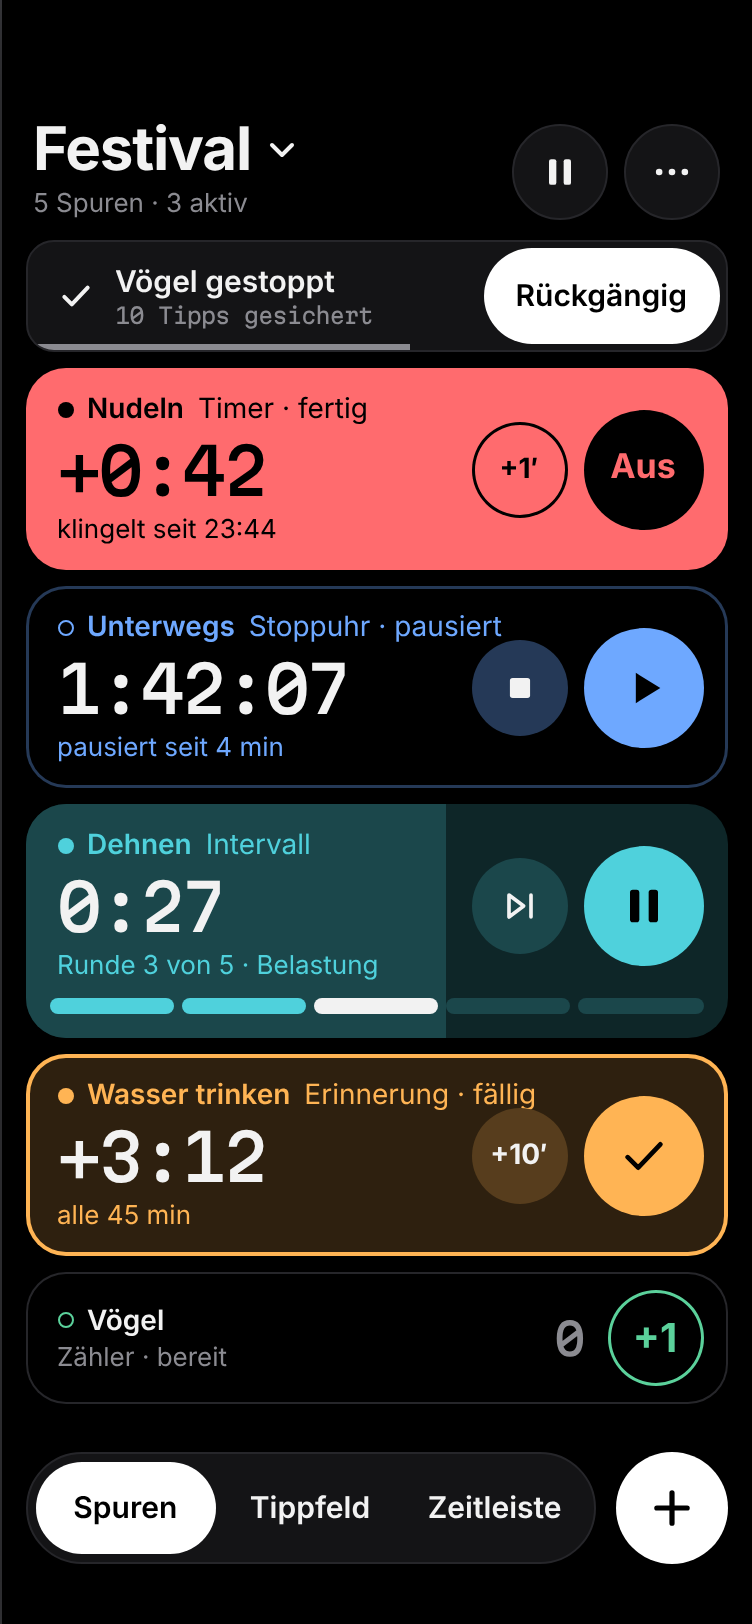 Festival
5 Spuren · 3 aktiv
Vögel gestoppt
10 Tipps gesichert
Rückgängig
Nudeln Timer · fertig
+0:42
klingelt seit 23:44
+1′
Aus
Unterwegs Stoppuhr · pausiert
1:42:07
pausiert seit 4 min
Dehnen Intervall
0:27
Runde 3 von 5 · Belastung
Wasser trinken Erinnerung · fällig
+3:12
alle 45 min
+10′
Vögel
Zähler · bereit
0
+1
Spuren
Tippfeld
Zeitleiste